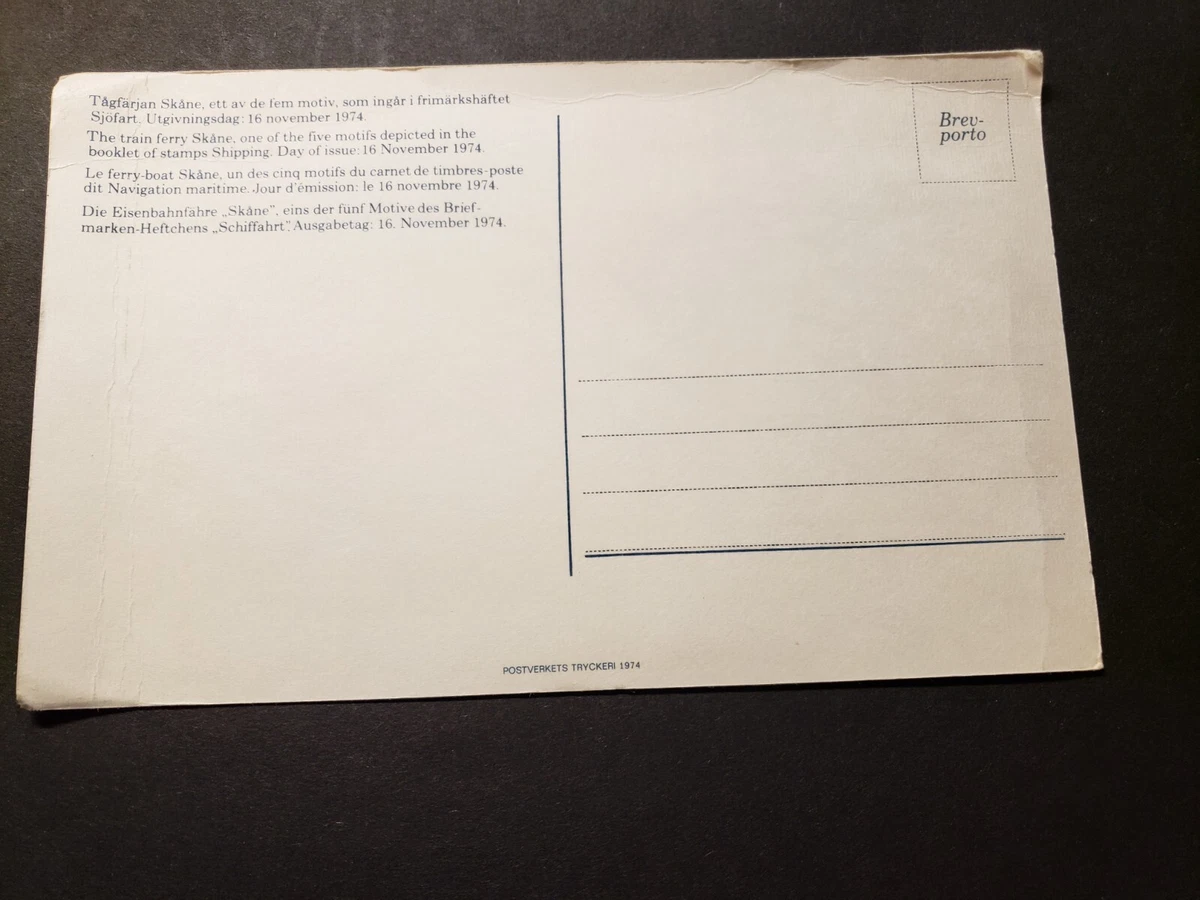 Tågfärjan Skåne, ett av de fem motiv, som ingår i frimärkshäftet
Sjöfart. Utgivningsdag: 16 november 1974.
The train ferry Skåne, one of the five motifs depicted in the
booklet of stamps Shipping. Day of issue: 16 November 1974.
Le ferry-boat Skåne, un des cinq motifs du carnet de timbres-poste
dit Navigation maritime. Jour d'émission: le 16 novembre 1974.
Die Eisenbahnfähre „Skåne”, eins der fünf Motive des Brief-
marken-Heftchens „Schiffahrt”. Ausgabetag: 16. November 1974.
Brev-
porto
POSTVERKETS TRYCKERI 1974